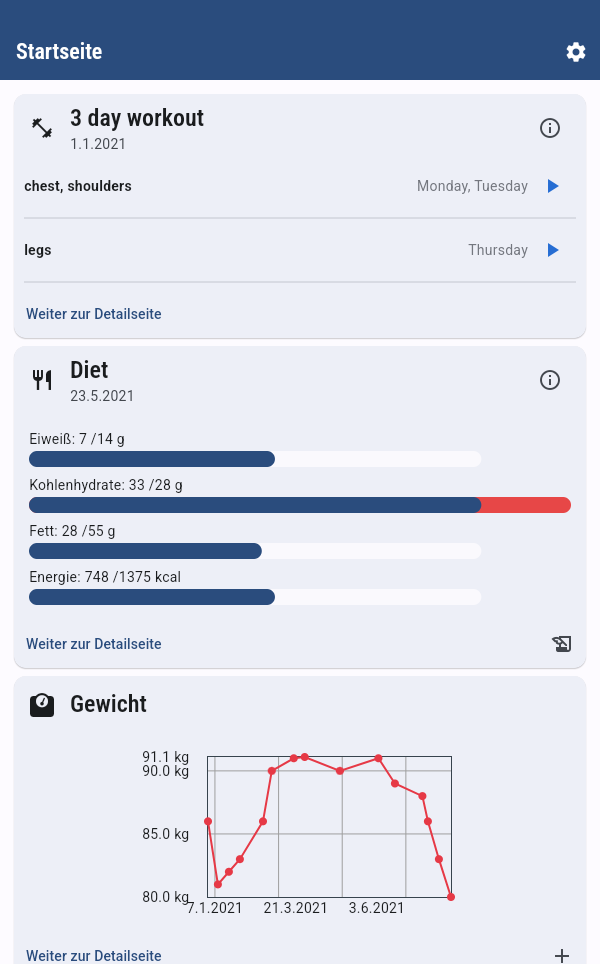 Startseite
3 day workout
1.1.2021
chest, shoulders Monday, Tuesday
legs Thursday
Weiter zur Detailseite
Diet
23.5.2021
Eiweiß: 7 /14 g
Kohlenhydrate: 33 /28 g
Fett: 28 /55 g
Energie: 748 /1375 kcal
Weiter zur Detailseite
Gewicht
91.1 kg
90.0 kg
85.0 kg
80.0 kg
7.1.2021 21.3.2021 3.6.2021
Weiter zur Detailseite